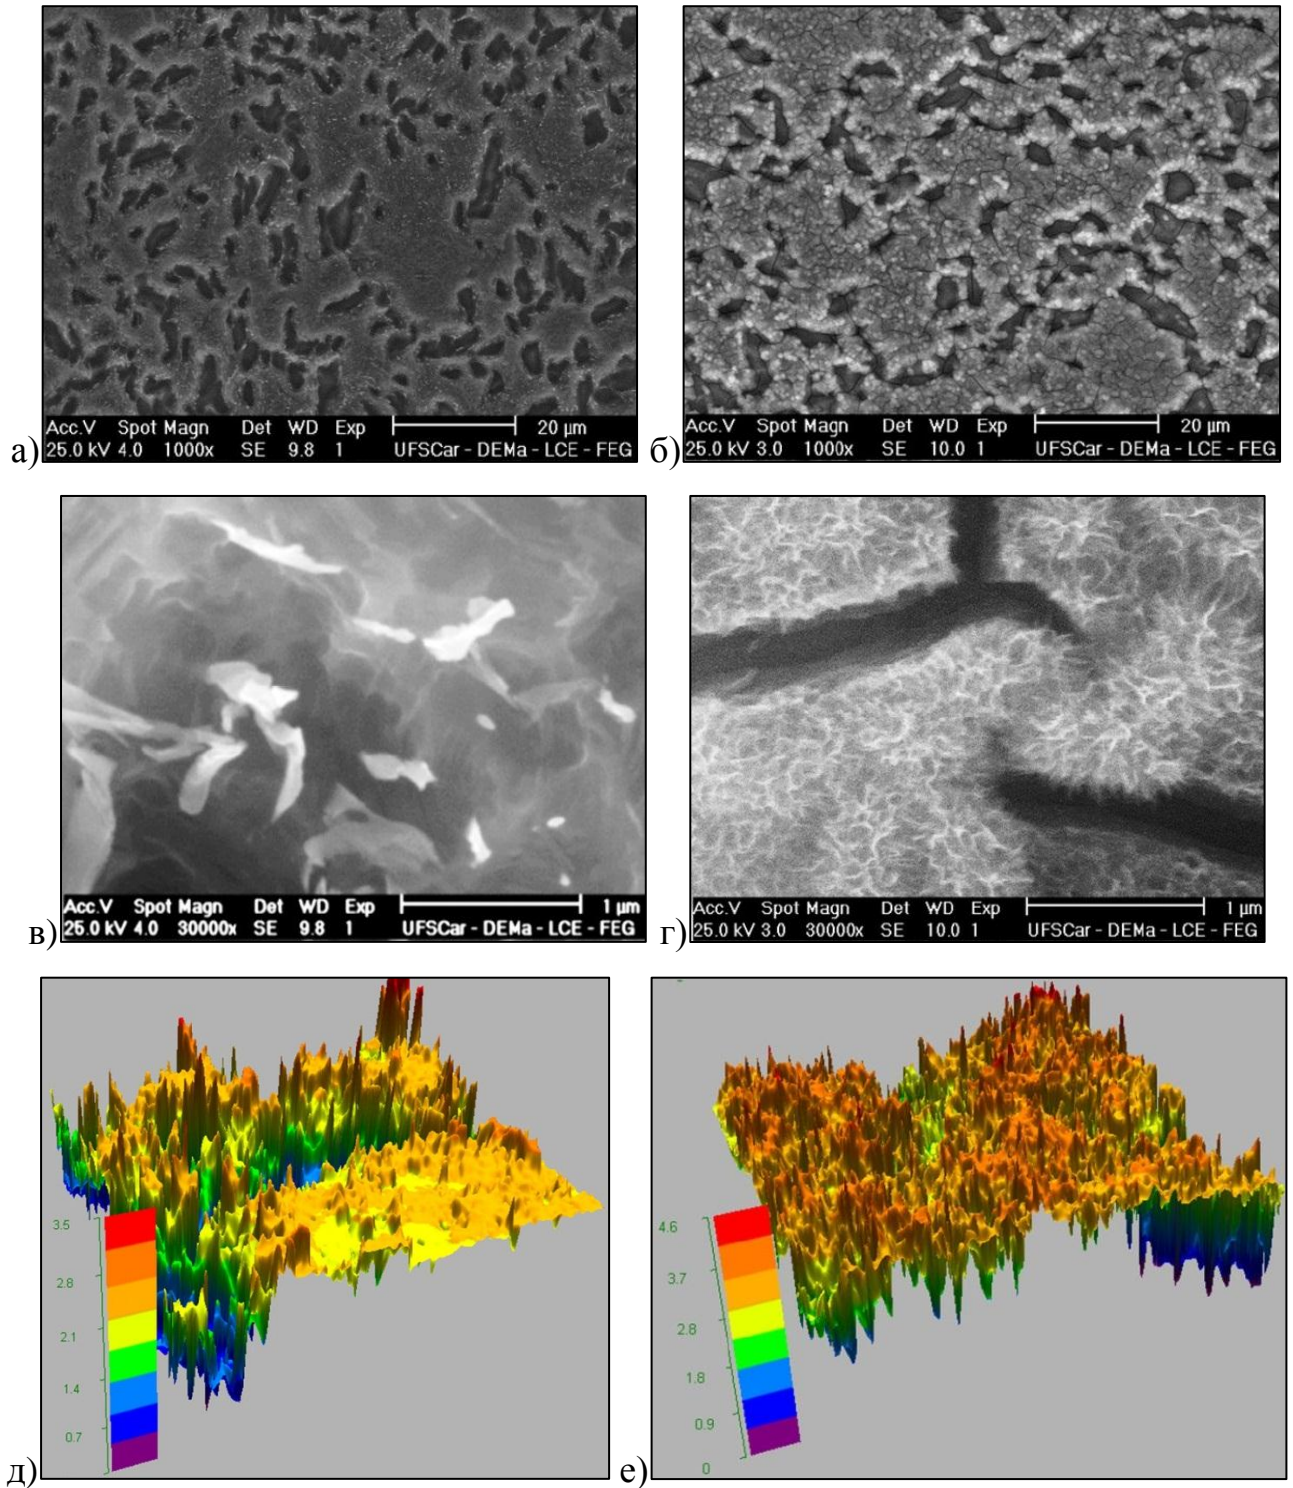 Acc.V Spot Magn Det WD Exp 20 µm
25.0 kV 4.0 1000x SE 9.8 1 UFSCar - DEMa - LCE - FEG
а)
Acc.V Spot Magn Det WD Exp 20 µm
25.0 kV 3.0 1000x SE 10.0 1 UFSCar - DEMa - LCE - FEG
б)
Acc.V Spot Magn Det WD Exp 1 µm
25.0 kV 4.0 30000x SE 9.8 1 UFSCar - DEMa - LCE - FEG
в)
Acc.V Spot Magn Det WD Exp 1 µm
25.0 kV 3.0 30000x SE 10.0 1 UFSCar - DEMa - LCE - FEG
г)
3.5
2.8
2.1
1.4
0.7
д)
4.6
3.7
2.8
1.8
0.9
0
е)